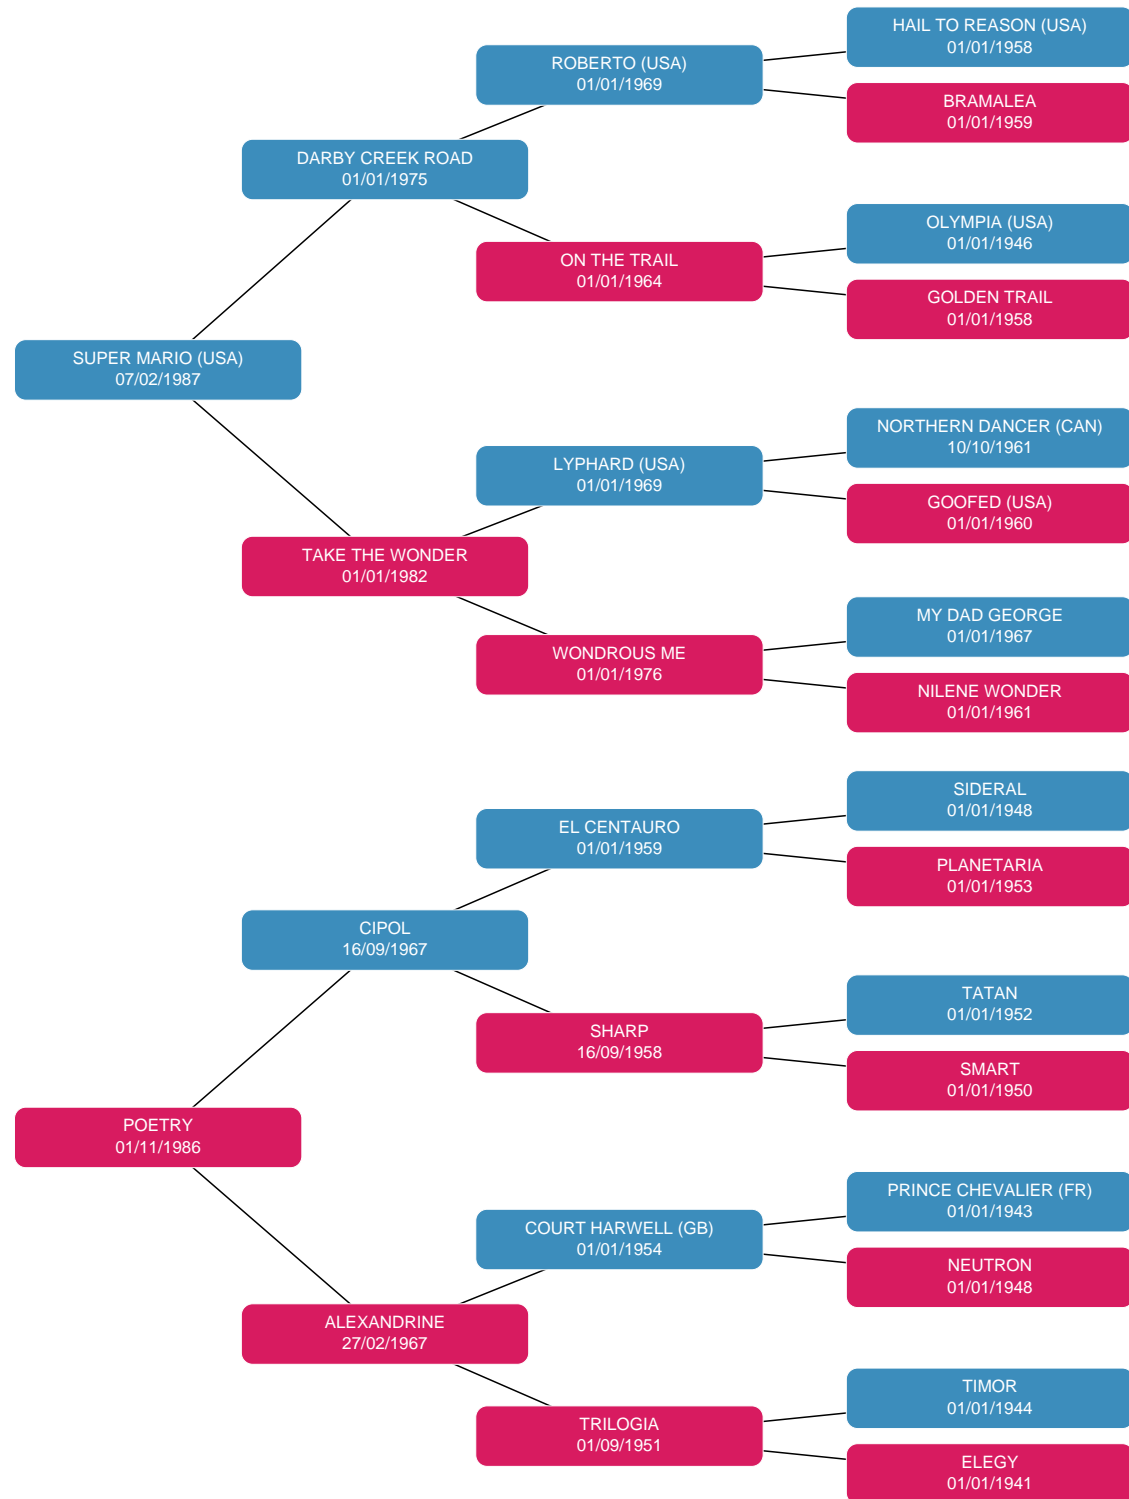 HAIL TO REASON (USA)
01/01/1958
ROBERTO (USA)
01/01/1969
BRAMALEA
01/01/1959
DARBY CREEK ROAD
01/01/1975
OLYMPIA (USA)
01/01/1946
ON THE TRAIL
01/01/1964
GOLDEN TRAIL
01/01/1958
SUPER MARIO (USA)
07/02/1987
NORTHERN DANCER (CAN)
10/10/1961
LYPHARD (USA)
01/01/1969
GOOFED (USA)
01/01/1960
TAKE THE WONDER
01/01/1982
MY DAD GEORGE
01/01/1967
WONDROUS ME
01/01/1976
NILENE WONDER
01/01/1961
SIDERAL
01/01/1948
EL CENTAURO
01/01/1959
PLANETARIA
01/01/1953
CIPOL
16/09/1967
TATAN
01/01/1952
SHARP
16/09/1958
SMART
01/01/1950
POETRY
01/11/1986
PRINCE CHEVALIER (FR)
01/01/1943
COURT HARWELL (GB)
01/01/1954
NEUTRON
01/01/1948
ALEXANDRINE
27/02/1967
TIMOR
01/01/1944
TRILOGIA
01/09/1951
ELEGY
01/01/1941